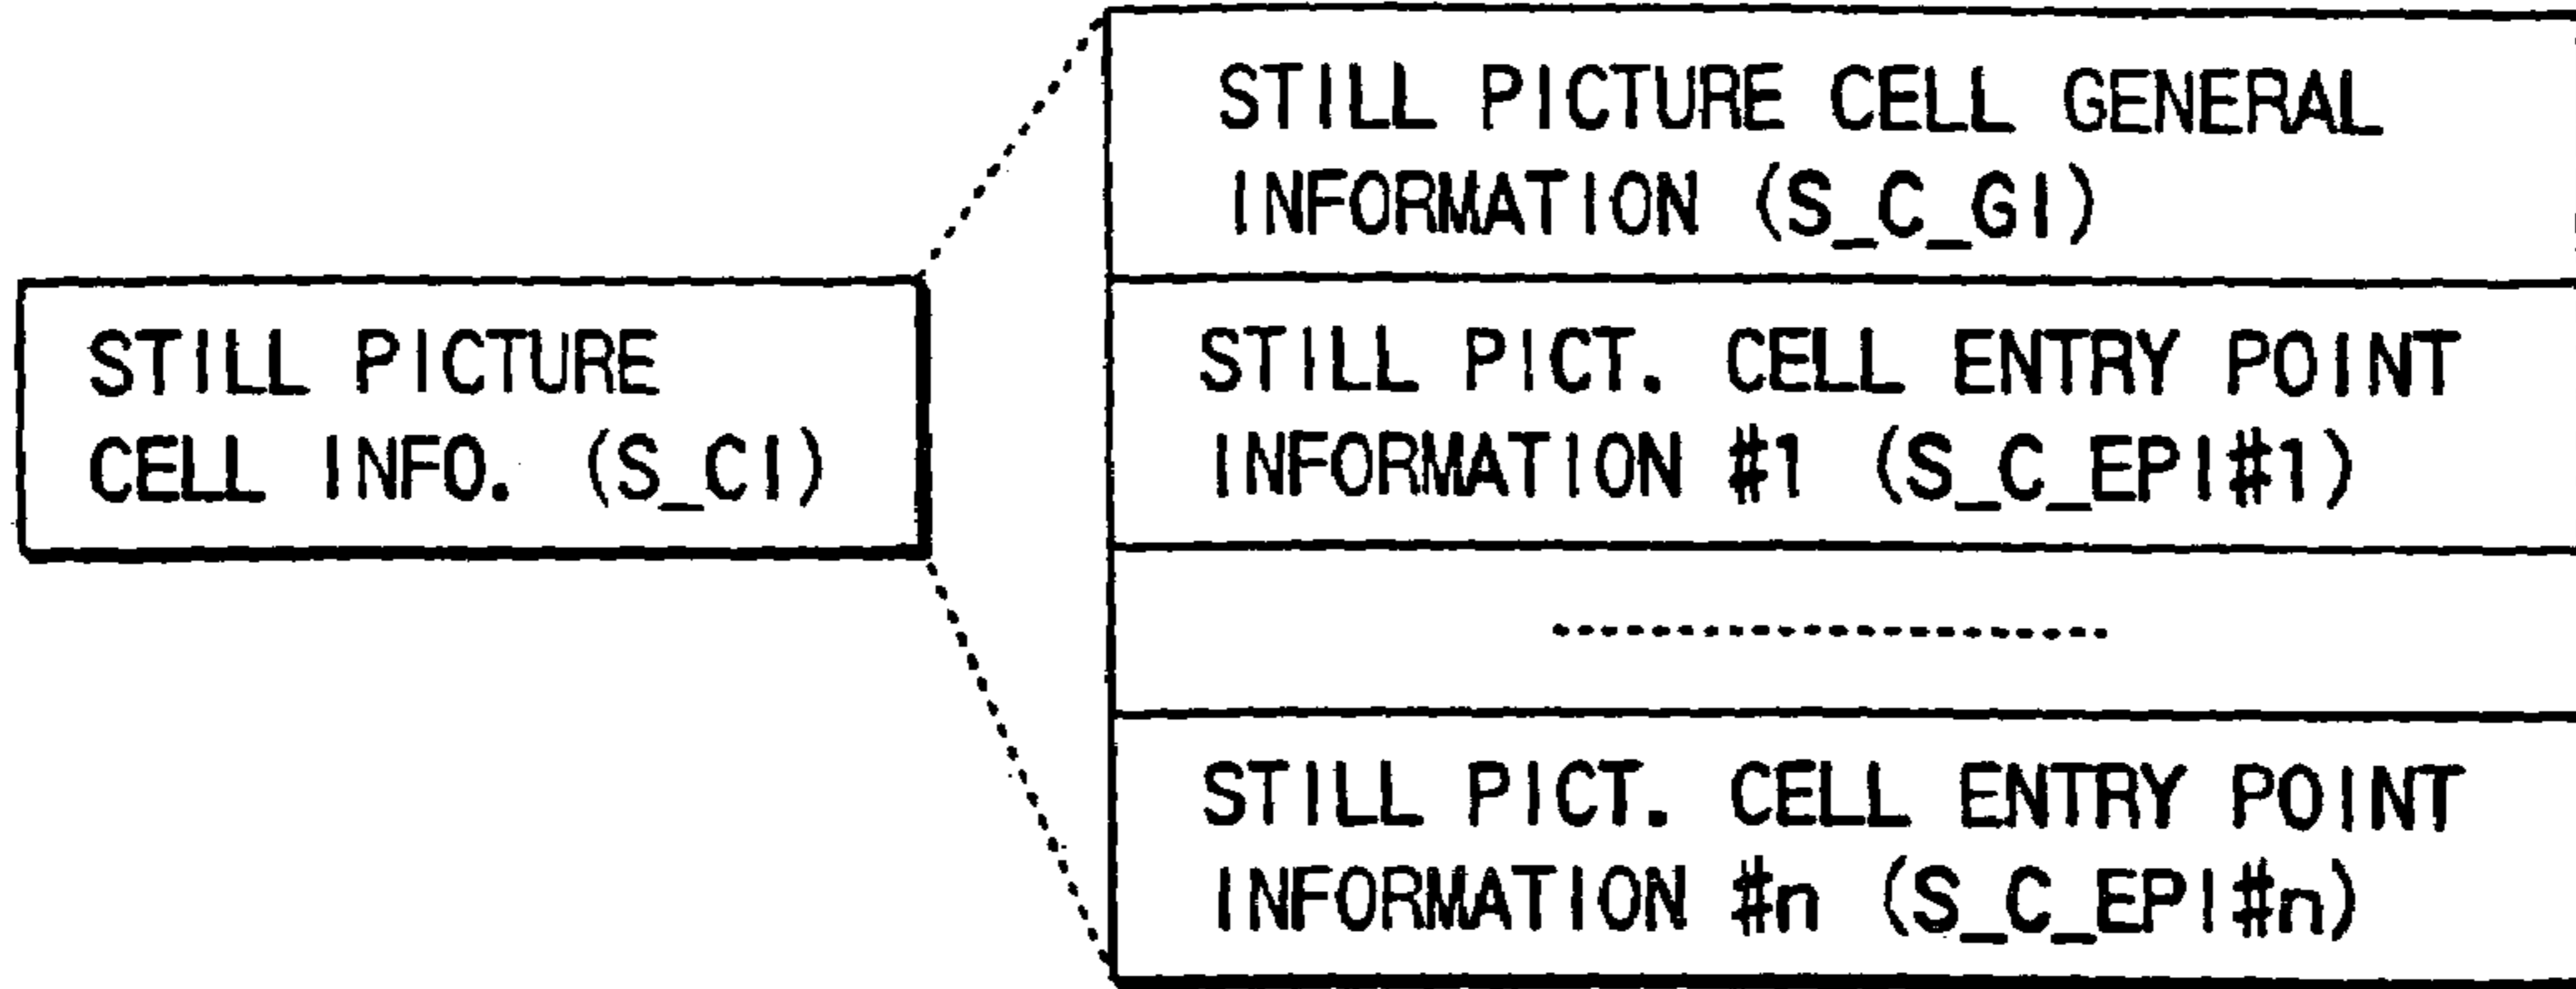 STILL PICTURE
CELL INFO. (S_CI)
STILL PICTURE CELL GENERAL
INFORMATION (S_C_GI)
STILL PICT. CELL ENTRY POINT
INFORMATION #1 (S_C_EPI#1)
STILL PICT. CELL ENTRY POINT
INFORMATION #n (S_C_EPI#n)